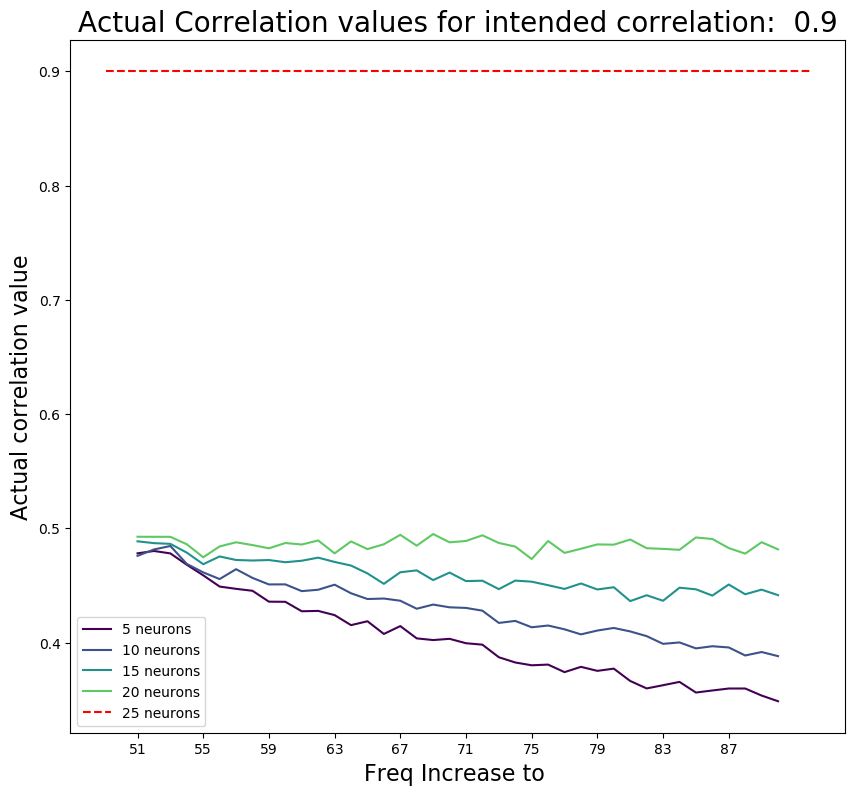 Actual Correlation values for intended correlation:  0.9
Actual correlation value
0.9
0.8
0.7
0.6
0.5
0.4
5 neurons
10 neurons
15 neurons
20 neurons
25 neurons
51 55 59 63 67 71 75 79 83 87
Freq Increase to